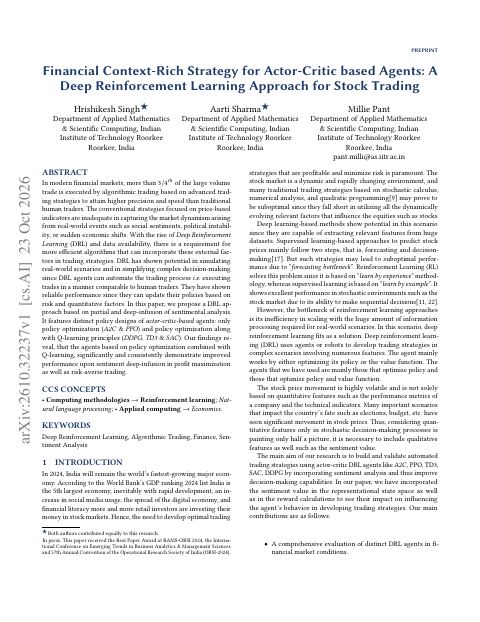 PREPRINT
Financial Context-Rich Strategy for Actor-Critic based Agents: A
Deep Reinforcement Learning Approach for Stock Trading
Hrishikesh Singh★
Department of Applied Mathematics
& Scientific Computing, Indian
Institute of Technology Roorkee
Roorkee, India
Aarti Sharma★
Department of Applied Mathematics
& Scientific Computing, Indian
Institute of Technology Roorkee
Roorkee, India
Millie Pant
Department of Applied Mathematics
& Scientific Computing, Indian
Institute of Technology Roorkee
Roorkee, India
pant.milli@as.iitr.ac.in
arXiv:2610.32237v1 [cs.AI] 23 Oct 2026
ABSTRACT
In modern financial markets, more than 3/4th of the large volume
trade is executed by algorithmic trading based on advanced trad-
ing strategies to attain higher precision and speed than traditional
human traders. The conventional strategies focused on price-based
indicators are inadequate in capturing the market dynamism arising
from real-world events such as social sentiments, political instabil-
ity, or sudden economic shifts. With the rise of Deep Reinforcement
Learning (DRL) and data availability, there is a requirement for
more efficient algorithms that can incorporate these external fac-
tors in trading strategies. DRL has shown potential in simulating
real-world scenarios and in simplifying complex decision-making
since DRL agents can automate the trading process i.e. executing
trades in a manner comparable to human traders. They have shown
reliable performance since they can update their policies based on
risk and quantitative factors. In this paper, we propose a DRL ap-
proach based on partial and deep-infusion of sentimental analysis
It features distinct policy designs of actor-critic-based agents: only
policy optimization (A2C & PPO) and policy optimization along
with Q-learning principles (DDPG, TD3 & SAC). Our findings re-
veal, that the agents based on policy optimization combined with
Q-learning, significantly and consistently demonstrate improved
performance upon sentiment deep-infusion in profit maximization
as well as risk-averse trading.
CCS CONCEPTS
• Computing methodologies → Reinforcement learning; Nat-
ural language processing; • Applied computing → Economics.
KEYWORDS
Deep Reinforcement Learning, Algorithmic Trading, Finance, Sen-
timent Analysis
1 INTRODUCTION
In 2024, India will remain the world's fastest-growing major econ-
omy. According to the World Bank's GDP ranking 2024 list India is
the 5th largest economy, inevitably with rapid development, an in-
crease in social media usage, the spread of the digital economy, and
financial literacy more and more retail investors are investing their
money in stock markets. Hence, the need to develop optimal trading
★ Both authors contributed equally to this research.
In press. This paper received the Best Paper Award at BAMS-ORSI 2024, the Interna-
tional Conference on Emerging Trends in Business Analytics & Management Sciences
and 57th Annual Convention of the Operational Research Society of India (ORSI-2024).
strategies that are profitable and minimize risk is paramount. The
stock market is a dynamic and rapidly changing environment, and
many traditional trading strategies based on stochastic calculus,
numerical analysis, and quadratic programming[9] may prove to
be suboptimal since they fall short in utilizing all the dynamically
evolving relevant factors that influence the equities such as stocks.
Deep learning-based methods show potential in this scenario
since they are capable of extracting relevant features from huge
datasets. Supervised learning-based approaches to predict stock
prices mainly follow two steps, that is, forecasting and decision-
making[17]. But such strategies may lead to suboptimal perfor-
mance due to "forecasting bottleneck". Reinforcement Learning (RL)
solves this problem since it is based on "learn by experience" method-
ology, whereas supervised learning is based on "learn by example". It
shows excellent performance in stochastic environments such as the
stock market due to its ability to make sequential decisions[11, 22]
However, the bottleneck of reinforcement learning approaches
is its inefficiency in scaling with the huge amount of information
processing required for real-world scenarios. In this scenario, deep
reinforcement learning fits as a solution. Deep reinforcement learn-
ing (DRL) uses agents or robots to develop trading strategies in
complex scenarios involving numerous features. The agent mainly
works by either optimizing its policy or the value function. The
agents that we have used are mainly those that optimize policy and
those that optimize policy and value function.
The stock price movement is highly volatile and is not solely
based on quantitative features such as the performance metrics of
a company and the technical indicators. Many important scenarios
that impact the country's fate such as elections, budget, etc. have
seen significant movement in stock prices. Thus, considering quan-
titative features only in stochastic decision-making processes is
painting only half a picture, it is necessary to include qualitative
features as well such as the sentiment value.
The main aim of our research is to build and validate automated
trading strategies using actor-critic DRL agents like A2C, PPO, TD3,
SAC, DDPG by incorporating sentiment analysis and thus improve
decision-making capabilities. In our paper, we have incorporated
the sentiment value in the representational state space as well
as in the reward calculations to see their impact on influencing
the agent's behavior in developing trading strategies. Our main
contributions are as follows:
• A comprehensive evaluation of distinct DRL agents in fi-
nancial market conditions.